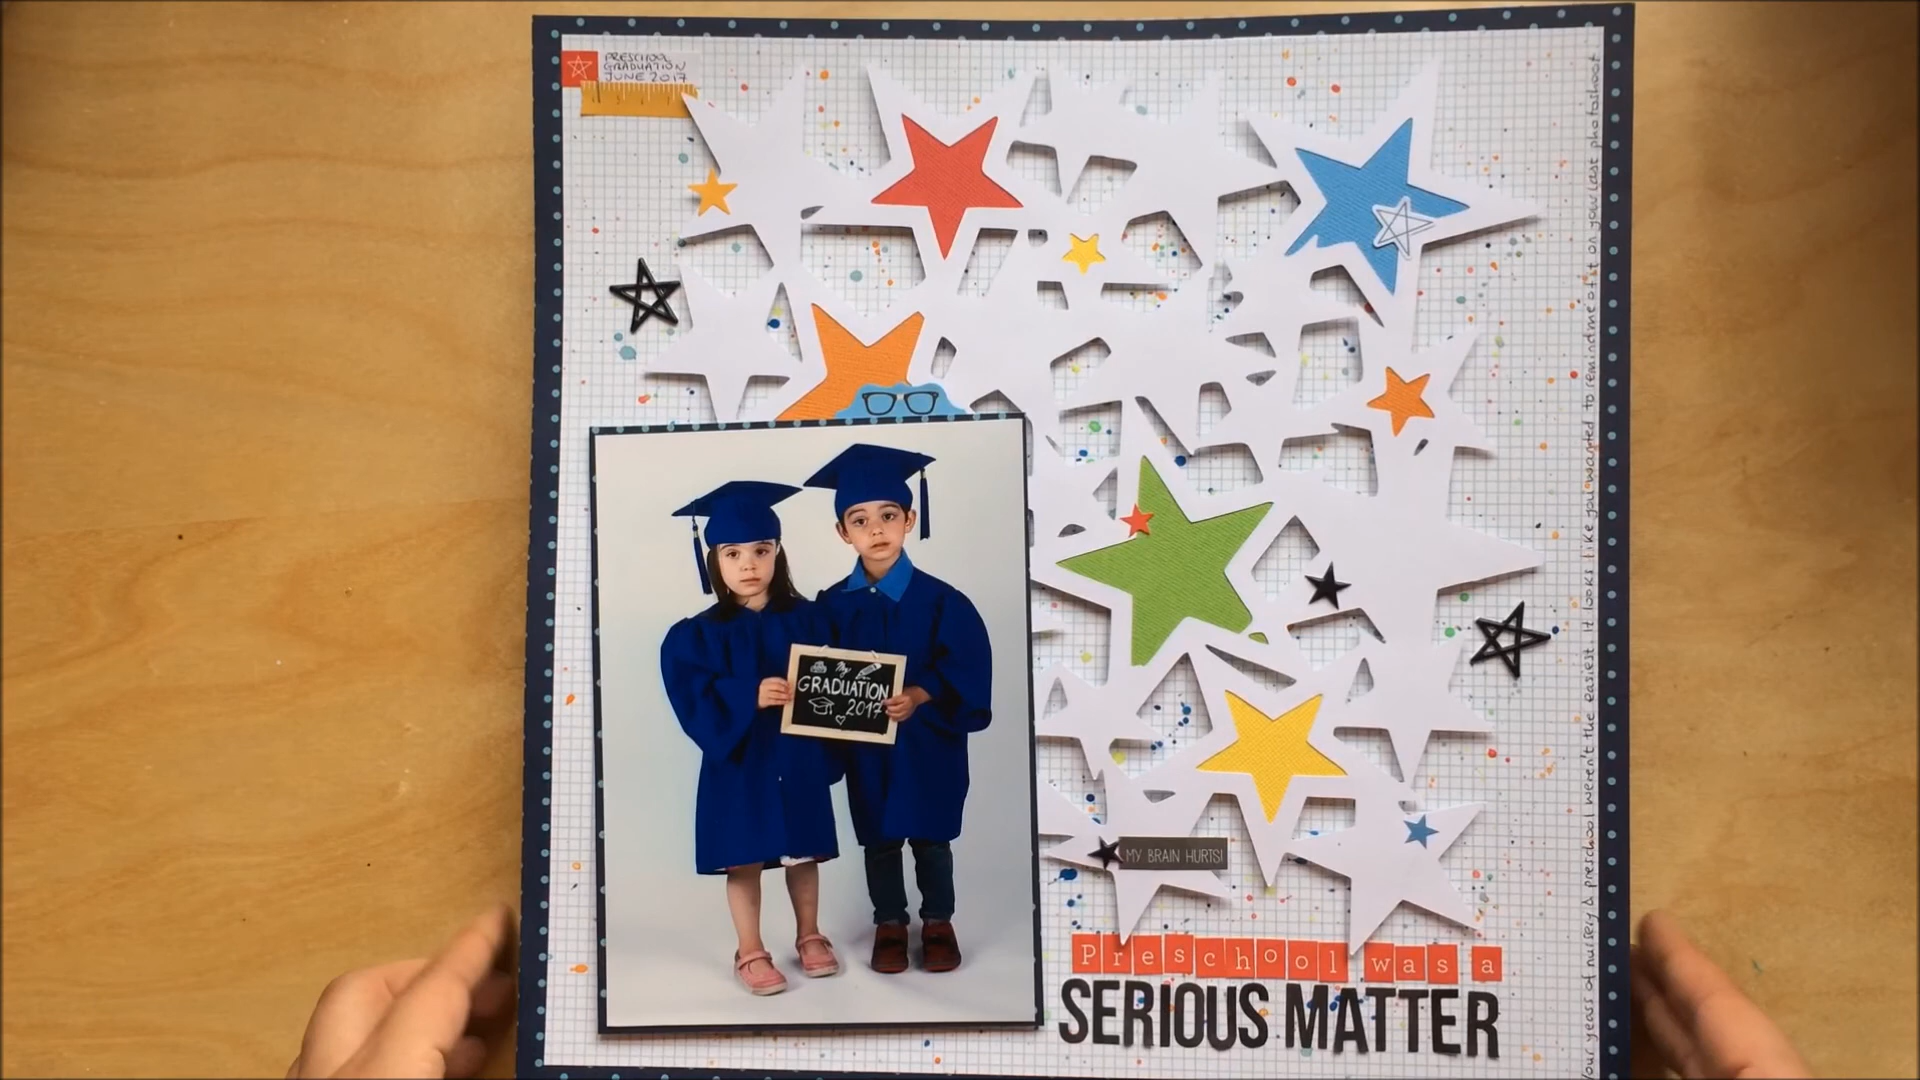 PRESCHOOL
GRADUATION
JUNE 2017
My
GRADUATION
2017
MY BRAIN HURTS!
Preschool was a
SERIOUS MATTER
Your years of nursery & preschool weren't the easiest. It looks like you wanted to remind me of it on your last photoshoot